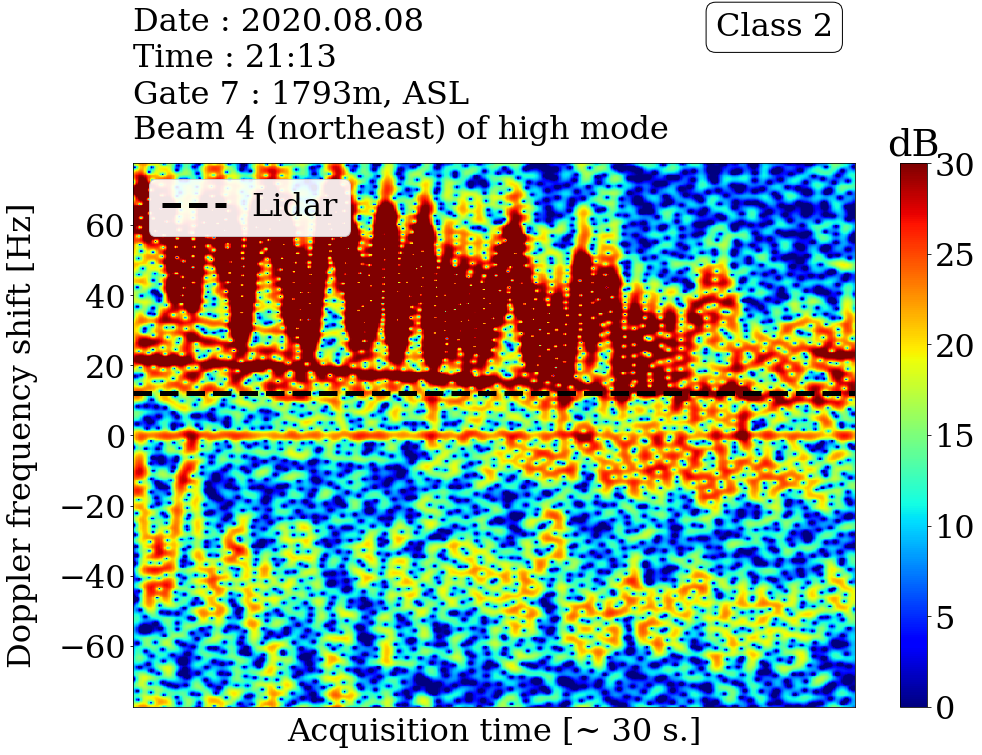 Date : 2020.08.08
Time : 21:13
Gate 7 : 1793m, ASL
Beam 4 (northeast) of high mode
Class 2
dB
Lidar
Doppler frequency shift [Hz]
60
40
20
0
−20
−40
−60
Acquisition time [~ 30 s.]
30
25
20
15
10
5
0